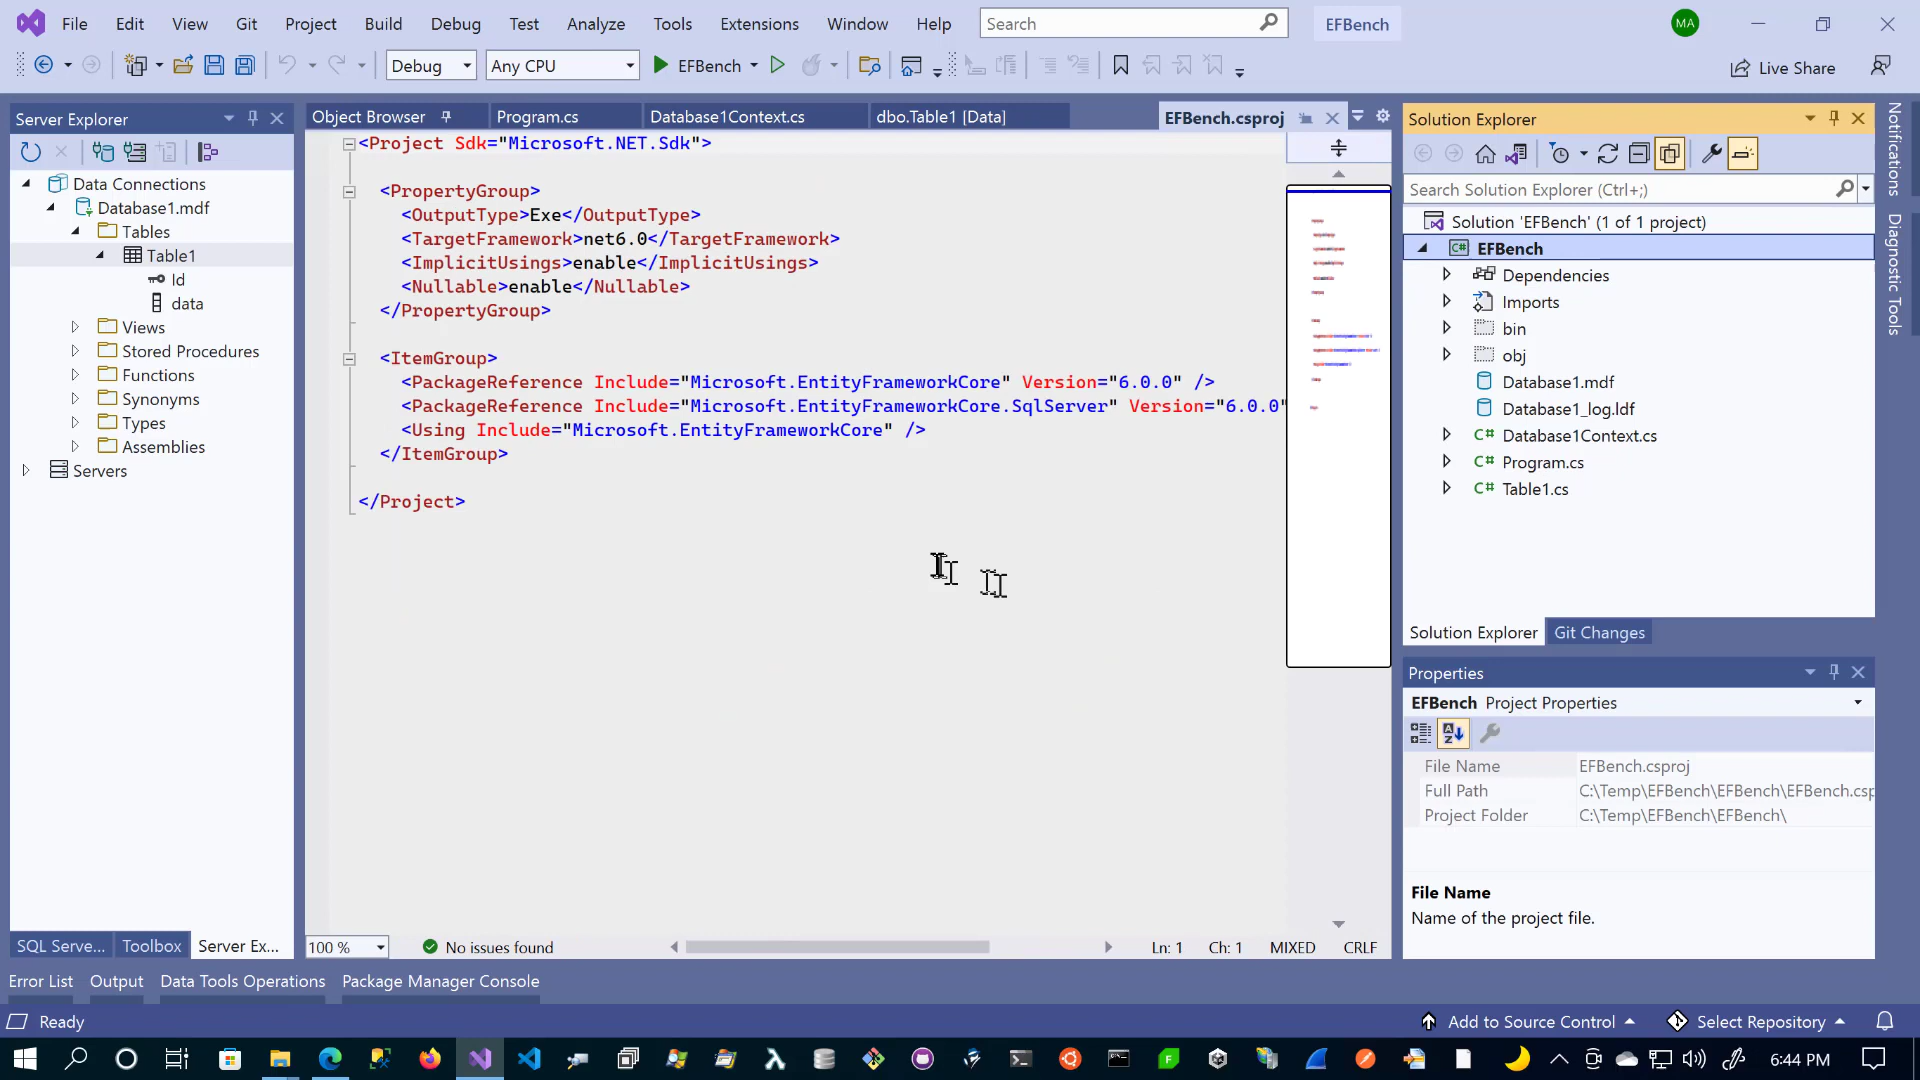 File Edit View Git Project Build Debug Test Analyze Tools Extensions Window Help Search EFBench MA
Debug Any CPU EFBench Live Share
Server Explorer
Data Connections
Database1.mdf
Tables
Table1
Id
data
Views
Stored Procedures
Functions
Synonyms
Types
Assemblies
Servers
SQL Serve... Toolbox Server Ex...
Object Browser Program.cs Database1Context.cs dbo.Table1 [Data] EFBench.csproj
<Project Sdk="Microsoft.NET.Sdk">
<PropertyGroup>
<OutputType>Exe</OutputType>
<TargetFramework>net6.0</TargetFramework>
<ImplicitUsings>enable</ImplicitUsings>
<Nullable>enable</Nullable>
</PropertyGroup>
<ItemGroup>
<PackageReference Include="Microsoft.EntityFrameworkCore" Version="6.0.0" />
<PackageReference Include="Microsoft.EntityFrameworkCore.SqlServer" Version="6.0.0"
<Using Include="Microsoft.EntityFrameworkCore" />
</ItemGroup>
</Project>
100 % No issues found Ln: 1 Ch: 1 MIXED CRLF
Solution Explorer
Search Solution Explorer (Ctrl+;)
Solution 'EFBench' (1 of 1 project)
EFBench
Dependencies
Imports
bin
obj
Database1.mdf
Database1_log.ldf
Database1Context.cs
Program.cs
Table1.cs
Solution Explorer Git Changes
Properties
EFBench Project Properties
File Name EFBench.csproj
Full Path C:\Temp\EFBench\EFBench\EFBench.csp
Project Folder C:\Temp\EFBench\EFBench\
File Name
Name of the project file.
Notifications
Diagnostic Tools
Error List Output Data Tools Operations Package Manager Console
Ready Add to Source Control Select Repository
6:44 PM